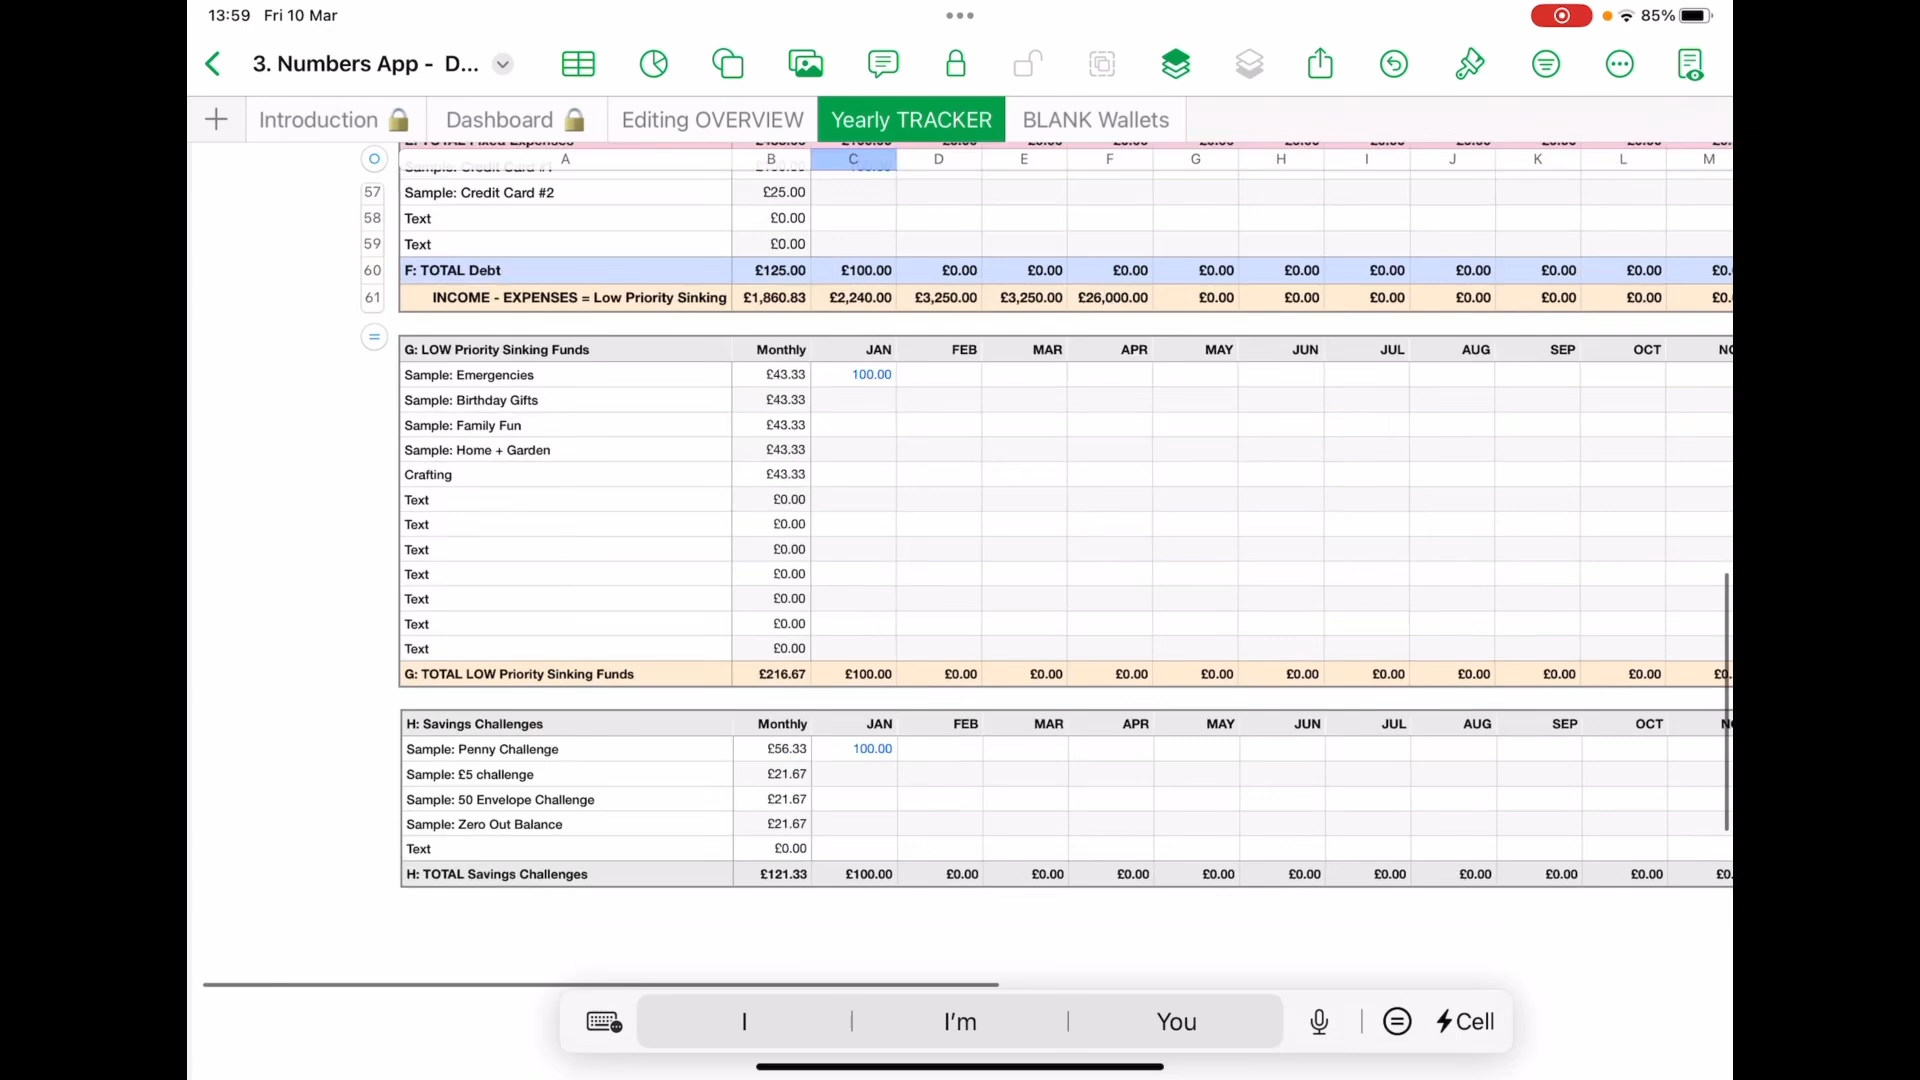 13:59 Fri 10 Mar
85%
3. Numbers App - D...
Introduction
Dashboard
Editing OVERVIEW
Yearly TRACKER
BLANK Wallets
A B C D E F G H I J K L M
57 Sample: Credit Card #2 £25.00
58 Text £0.00
59 Text £0.00
60 F: TOTAL Debt £125.00 £100.00 £0.00 £0.00 £0.00 £0.00 £0.00 £0.00 £0.00 £0.00 £0.00 £0.
61 INCOME - EXPENSES = Low Priority Sinking £1,860.83 £2,240.00 £3,250.00 £3,250.00 £26,000.00 £0.00 £0.00 £0.00 £0.00 £0.00 £0.00 £0.
G: LOW Priority Sinking Funds Monthly JAN FEB MAR APR MAY JUN JUL AUG SEP OCT NO
Sample: Emergencies £43.33 100.00
Sample: Birthday Gifts £43.33
Sample: Family Fun £43.33
Sample: Home + Garden £43.33
Crafting £43.33
Text £0.00
Text £0.00
Text £0.00
Text £0.00
Text £0.00
Text £0.00
Text £0.00
G: TOTAL LOW Priority Sinking Funds £216.67 £100.00 £0.00 £0.00 £0.00 £0.00 £0.00 £0.00 £0.00 £0.00 £0.00 £0.
H: Savings Challenges Monthly JAN FEB MAR APR MAY JUN JUL AUG SEP OCT
Sample: Penny Challenge £56.33 100.00
Sample: £5 challenge £21.67
Sample: 50 Envelope Challenge £21.67
Sample: Zero Out Balance £21.67
Text £0.00
H: TOTAL Savings Challenges £121.33 £100.00 £0.00 £0.00 £0.00 £0.00 £0.00 £0.00 £0.00 £0.00 £0.00 £0.
I I'm You Cell